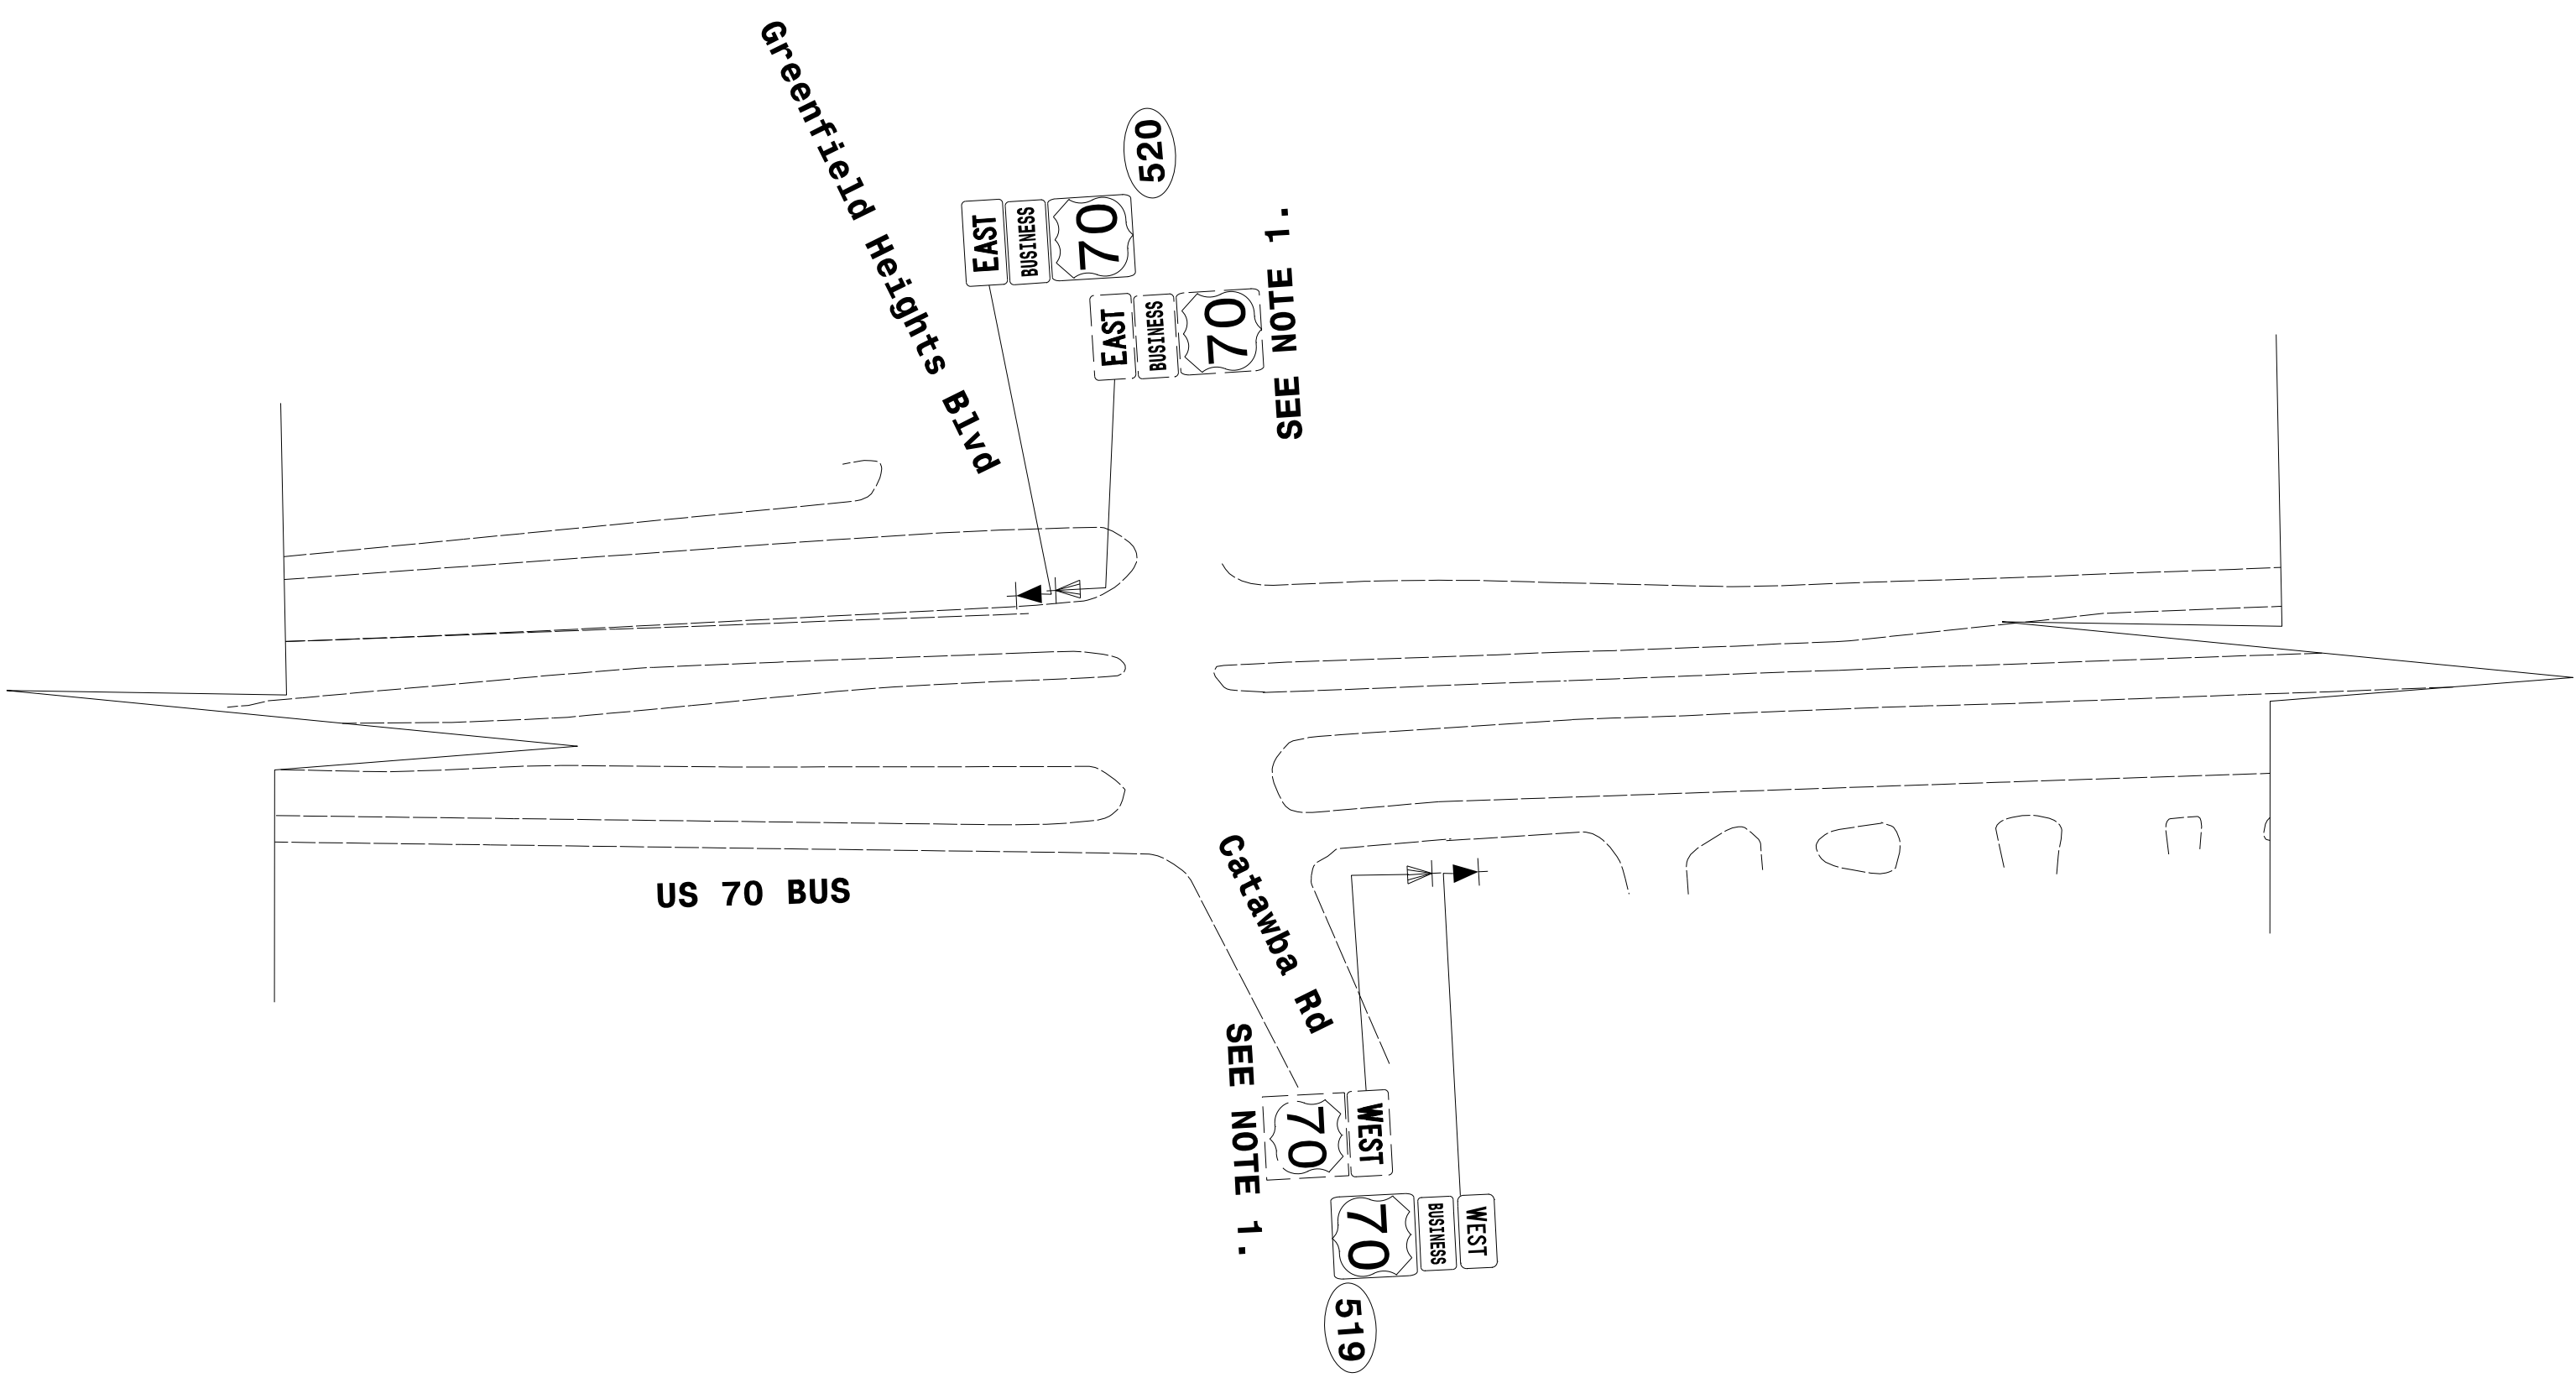 Greenfield Heights Blvd
520
EAST
BUSINESS
70
EAST
BUSINESS
70
SEE NOTE 1.
US 70 BUS
Catawba Rd
SEE NOTE 1.
WEST
70
WEST
BUSINESS
70
519